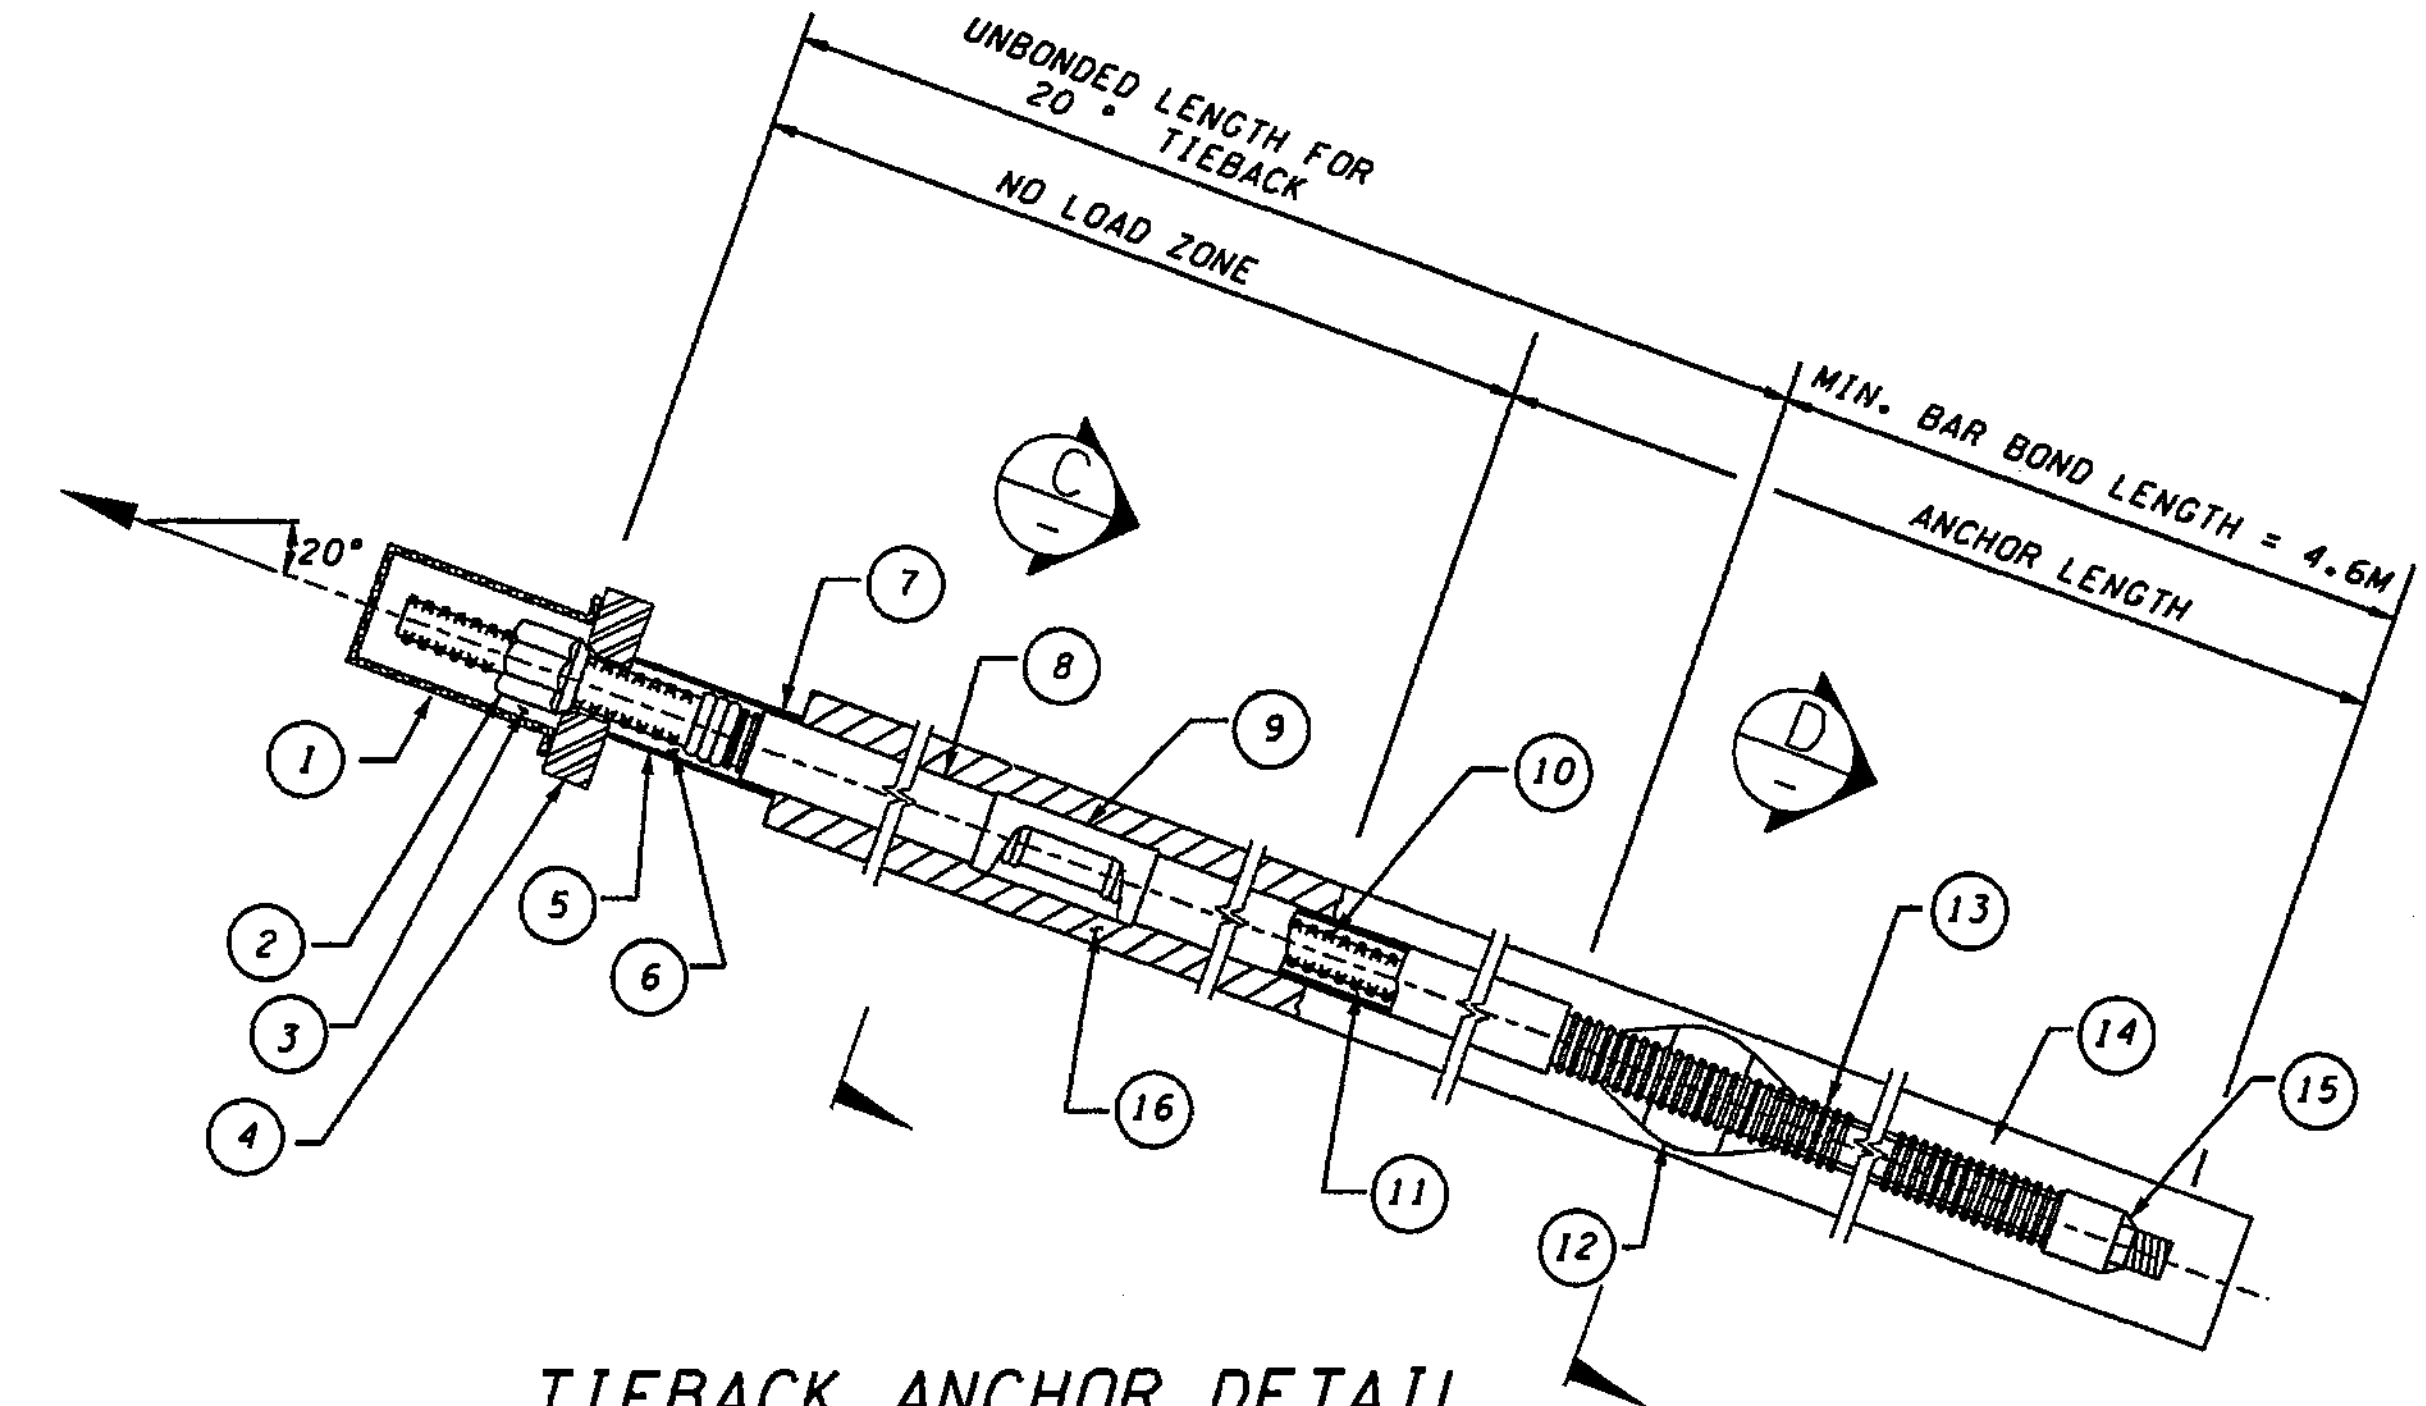 UNBONDED LENGTH FOR
20° TIEBACK
NO LOAD ZONE
MIN. BAR BOND LENGTH = 4.6M
ANCHOR LENGTH
C
-
D
-
20°
1
2
3
4
5
6
7
8
9
10
11
12
13
14
15
16
TIEBACK ANCHOR DETAIL